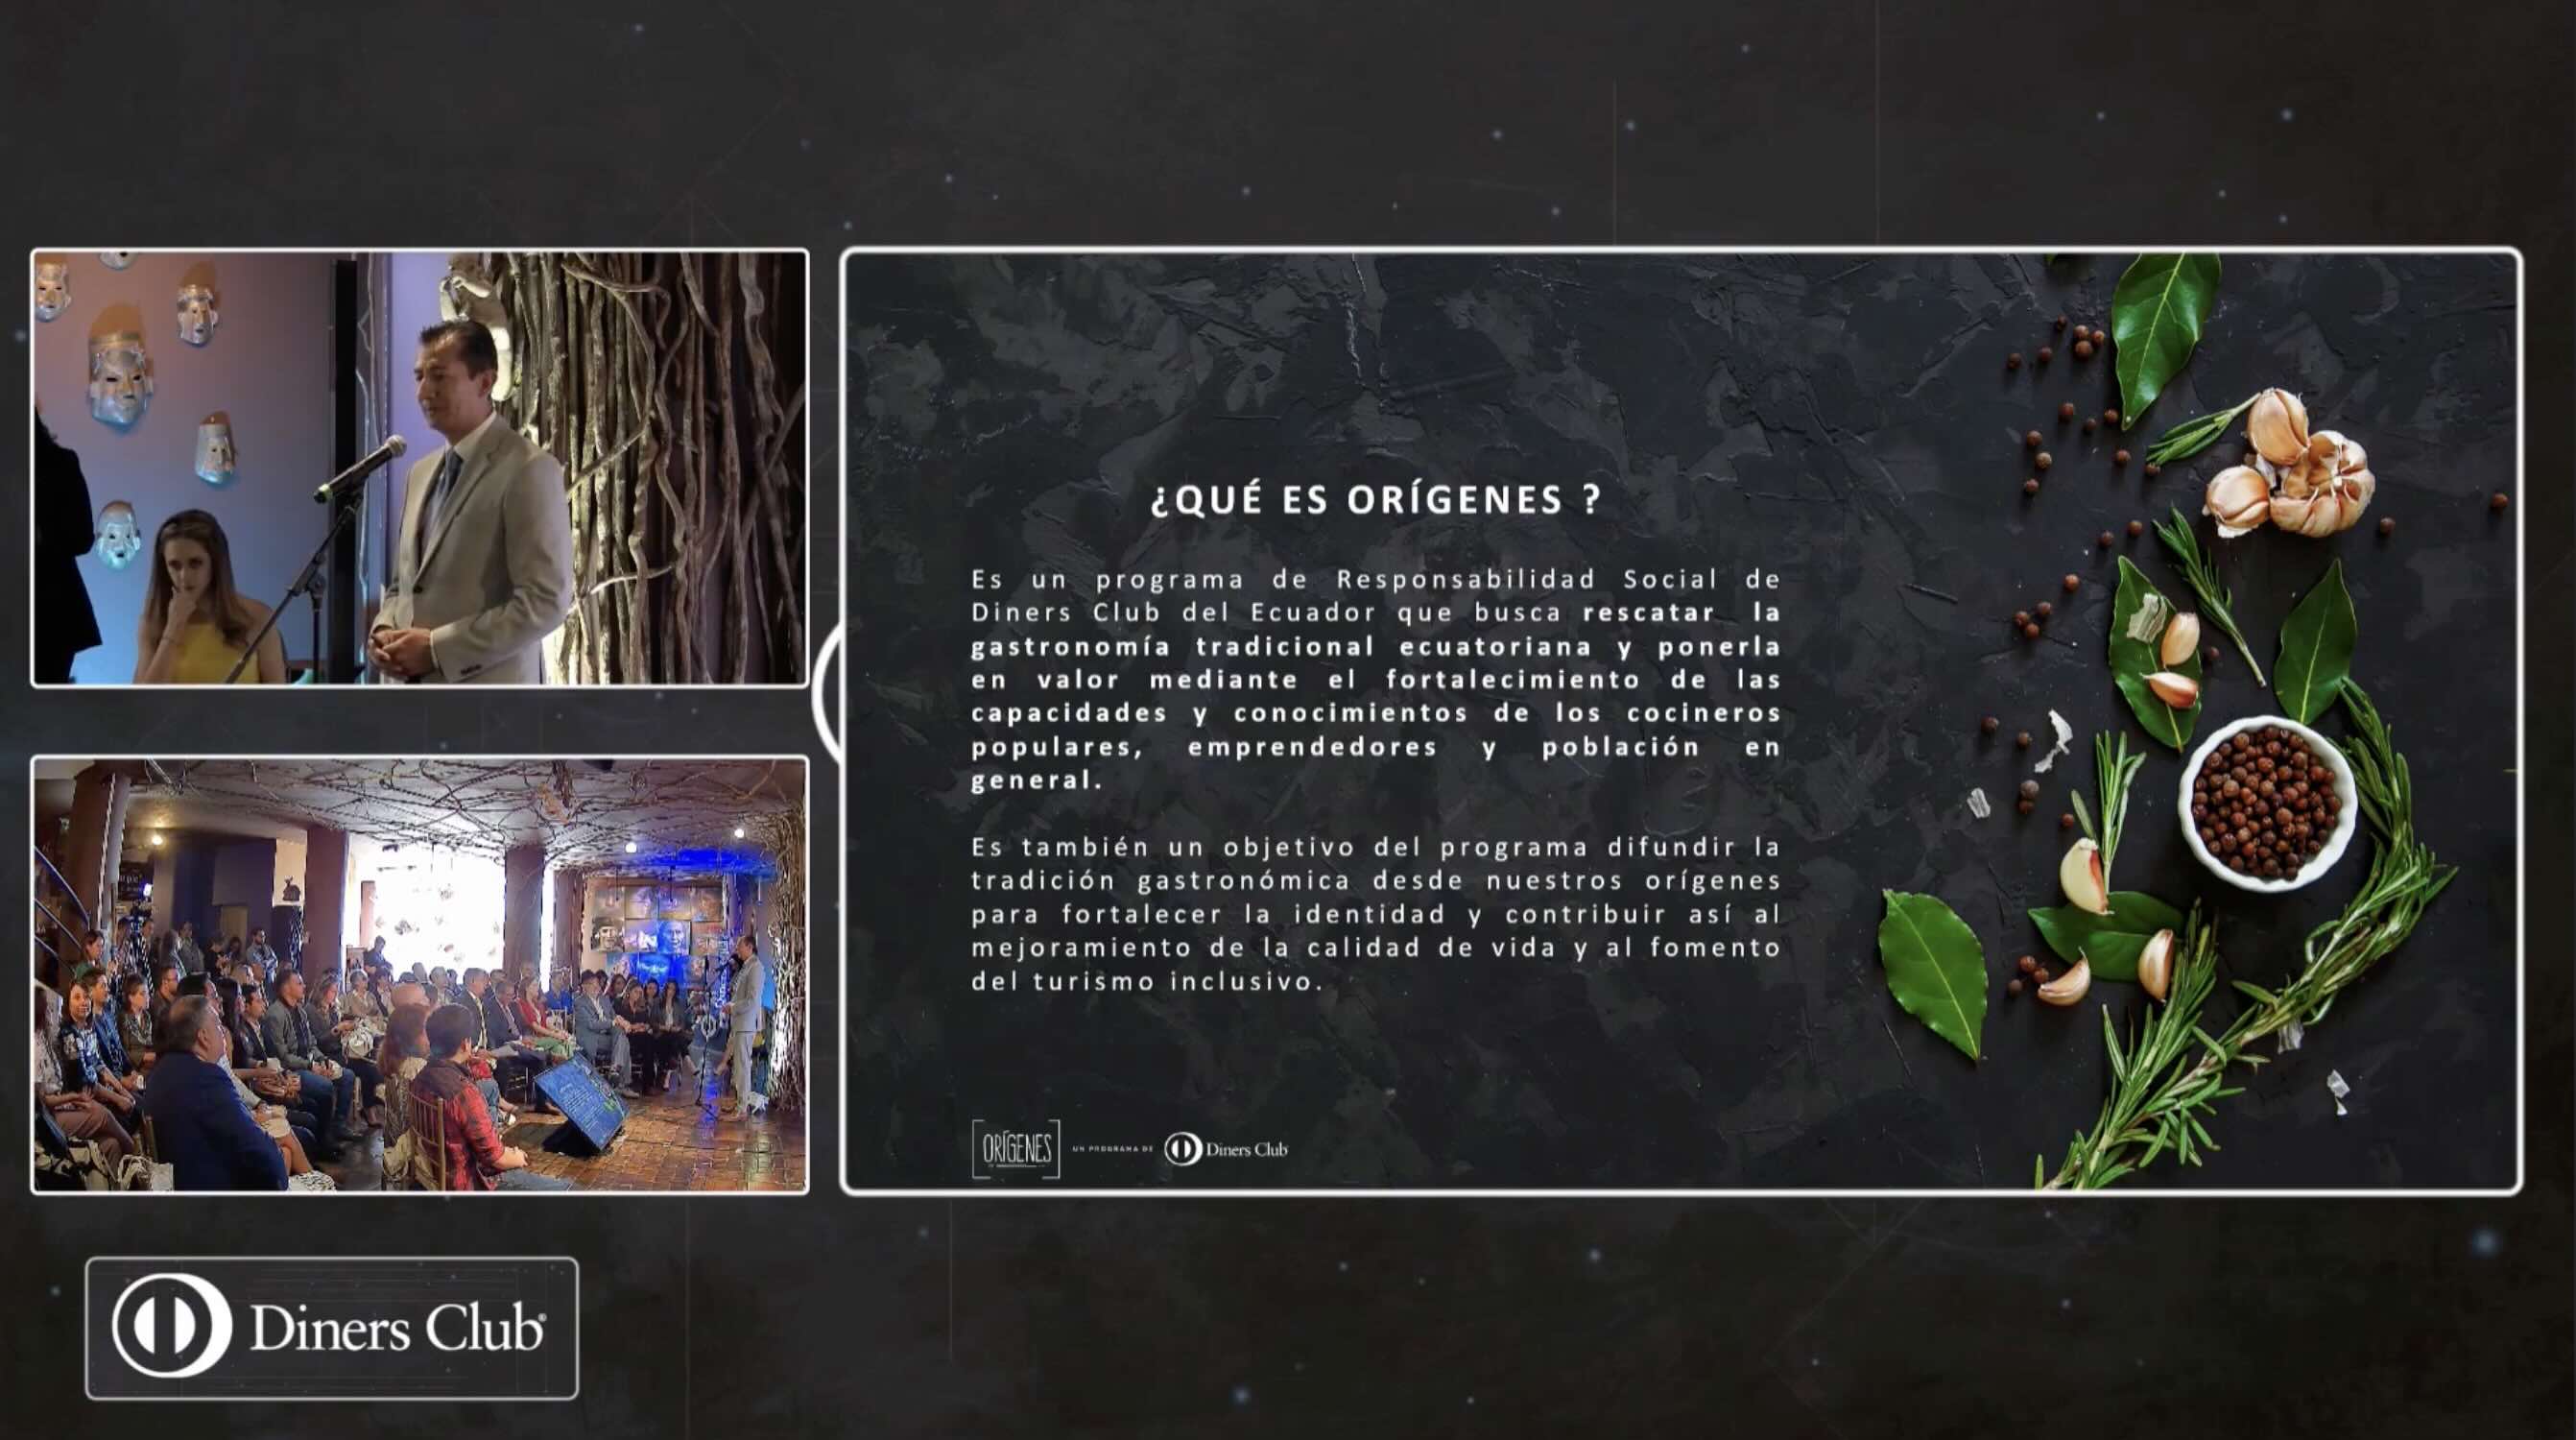 ¿QUÉ ES ORÍGENES ?
Es un programa de Responsabilidad Social de
Diners Club del Ecuador que busca rescatar la
gastronomía tradicional ecuatoriana y ponerla
en valor mediante el fortalecimiento de las
capacidades y conocimientos de los cocineros
populares, emprendedores y población en
general.
Es también un objetivo del programa difundir la
tradición gastronómica desde nuestros orígenes
para fortalecer la identidad y contribuir así al
mejoramiento de la calidad de vida y al fomento
del turismo inclusivo.
ORÍGENES UN PROGRAMA DE Diners Club
Diners Club